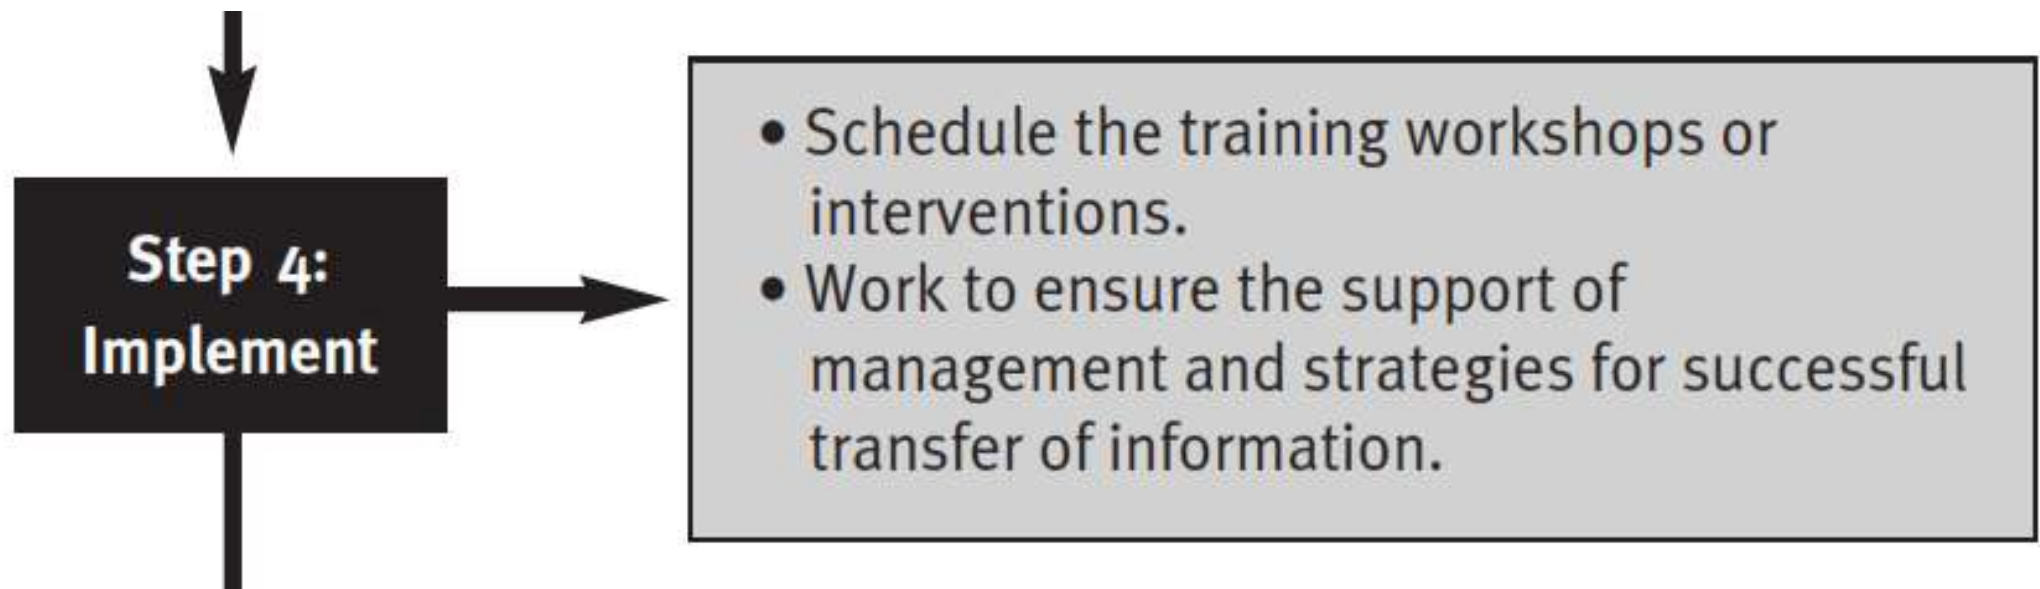 Step 4:
Implement
• Schedule the training workshops or
interventions.
• Work to ensure the support of
management and strategies for successful
transfer of information.